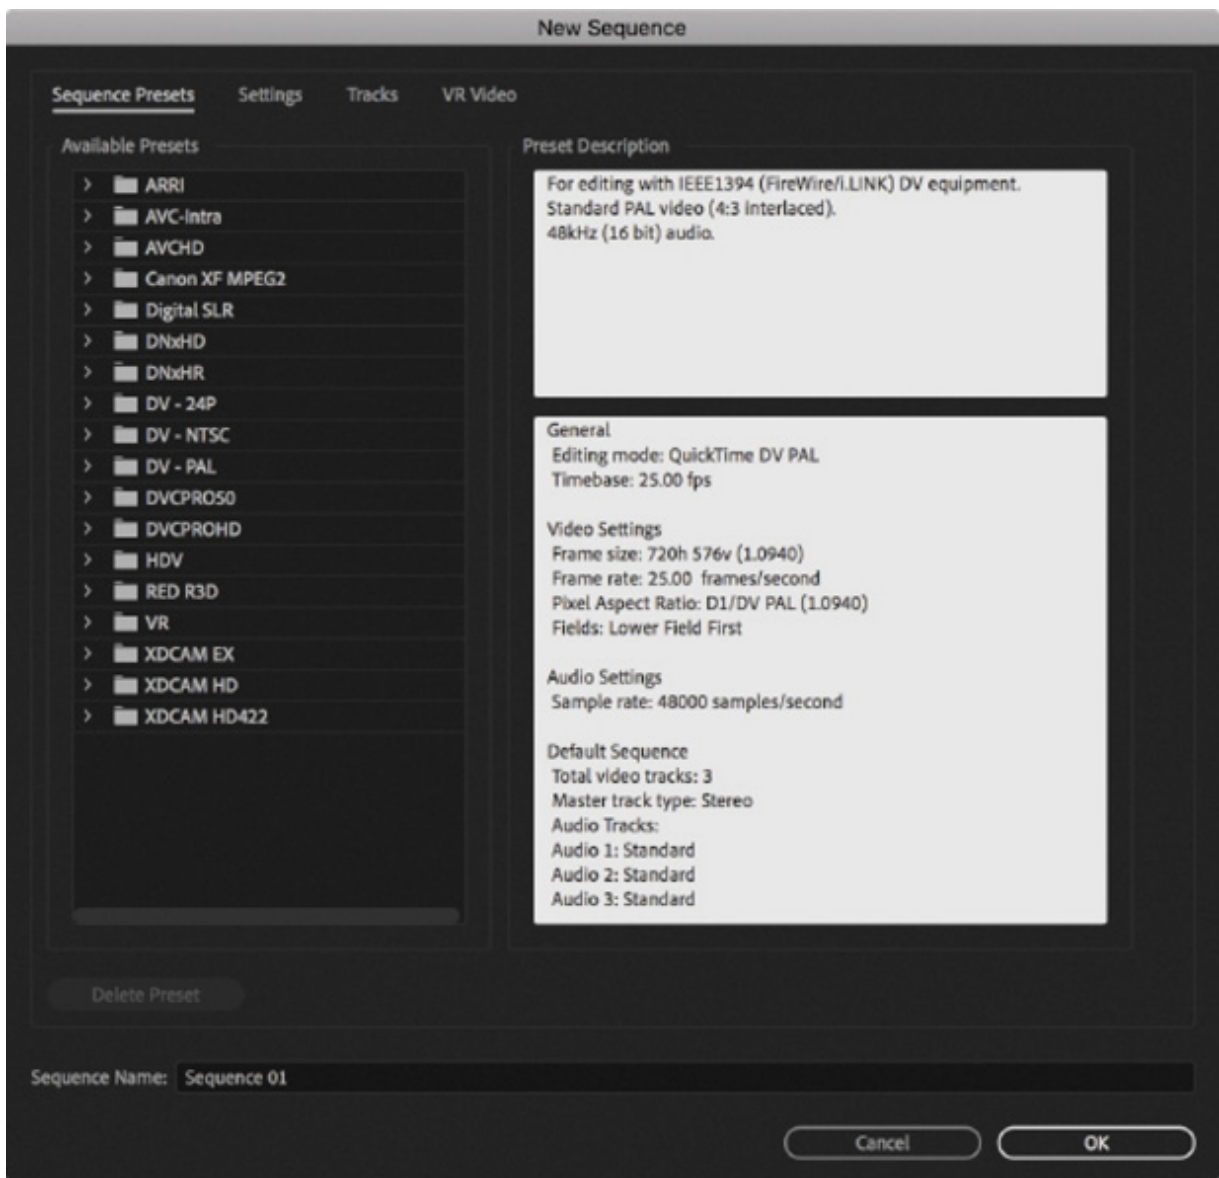 New Sequence
Sequence Presets Settings Tracks VR Video
Available Presets
ARRI
AVC-Intra
AVCHD
Canon XF MPEG2
Digital SLR
DNxHD
DNxHR
DV - 24P
DV - NTSC
DV - PAL
DVCPRO50
DVCPROHD
HDV
RED R3D
VR
XDCAM EX
XDCAM HD
XDCAM HD422
Delete Preset
Preset Description
For editing with IEEE1394 (FireWire/i.LINK) DV equipment.
Standard PAL video (4:3 interlaced).
48kHz (16 bit) audio.
General
Editing mode: QuickTime DV PAL
Timebase: 25.00 fps
Video Settings
Frame size: 720h 576v (1.0940)
Frame rate: 25.00 frames/second
Pixel Aspect Ratio: D1/DV PAL (1.0940)
Fields: Lower Field First
Audio Settings
Sample rate: 48000 samples/second
Default Sequence
Total video tracks: 3
Master track type: Stereo
Audio Tracks:
Audio 1: Standard
Audio 2: Standard
Audio 3: Standard
Sequence Name: Sequence 01
Cancel OK